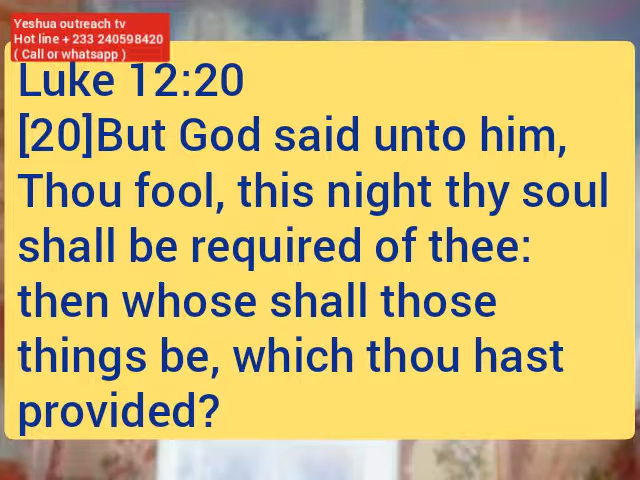 Yeshua outreach tv
Hot line + 233 240598420
( Call or whatsapp )
Luke 12:20
[20]But God said unto him,
Thou fool, this night thy soul
shall be required of thee:
then whose shall those
things be, which thou hast
provided?